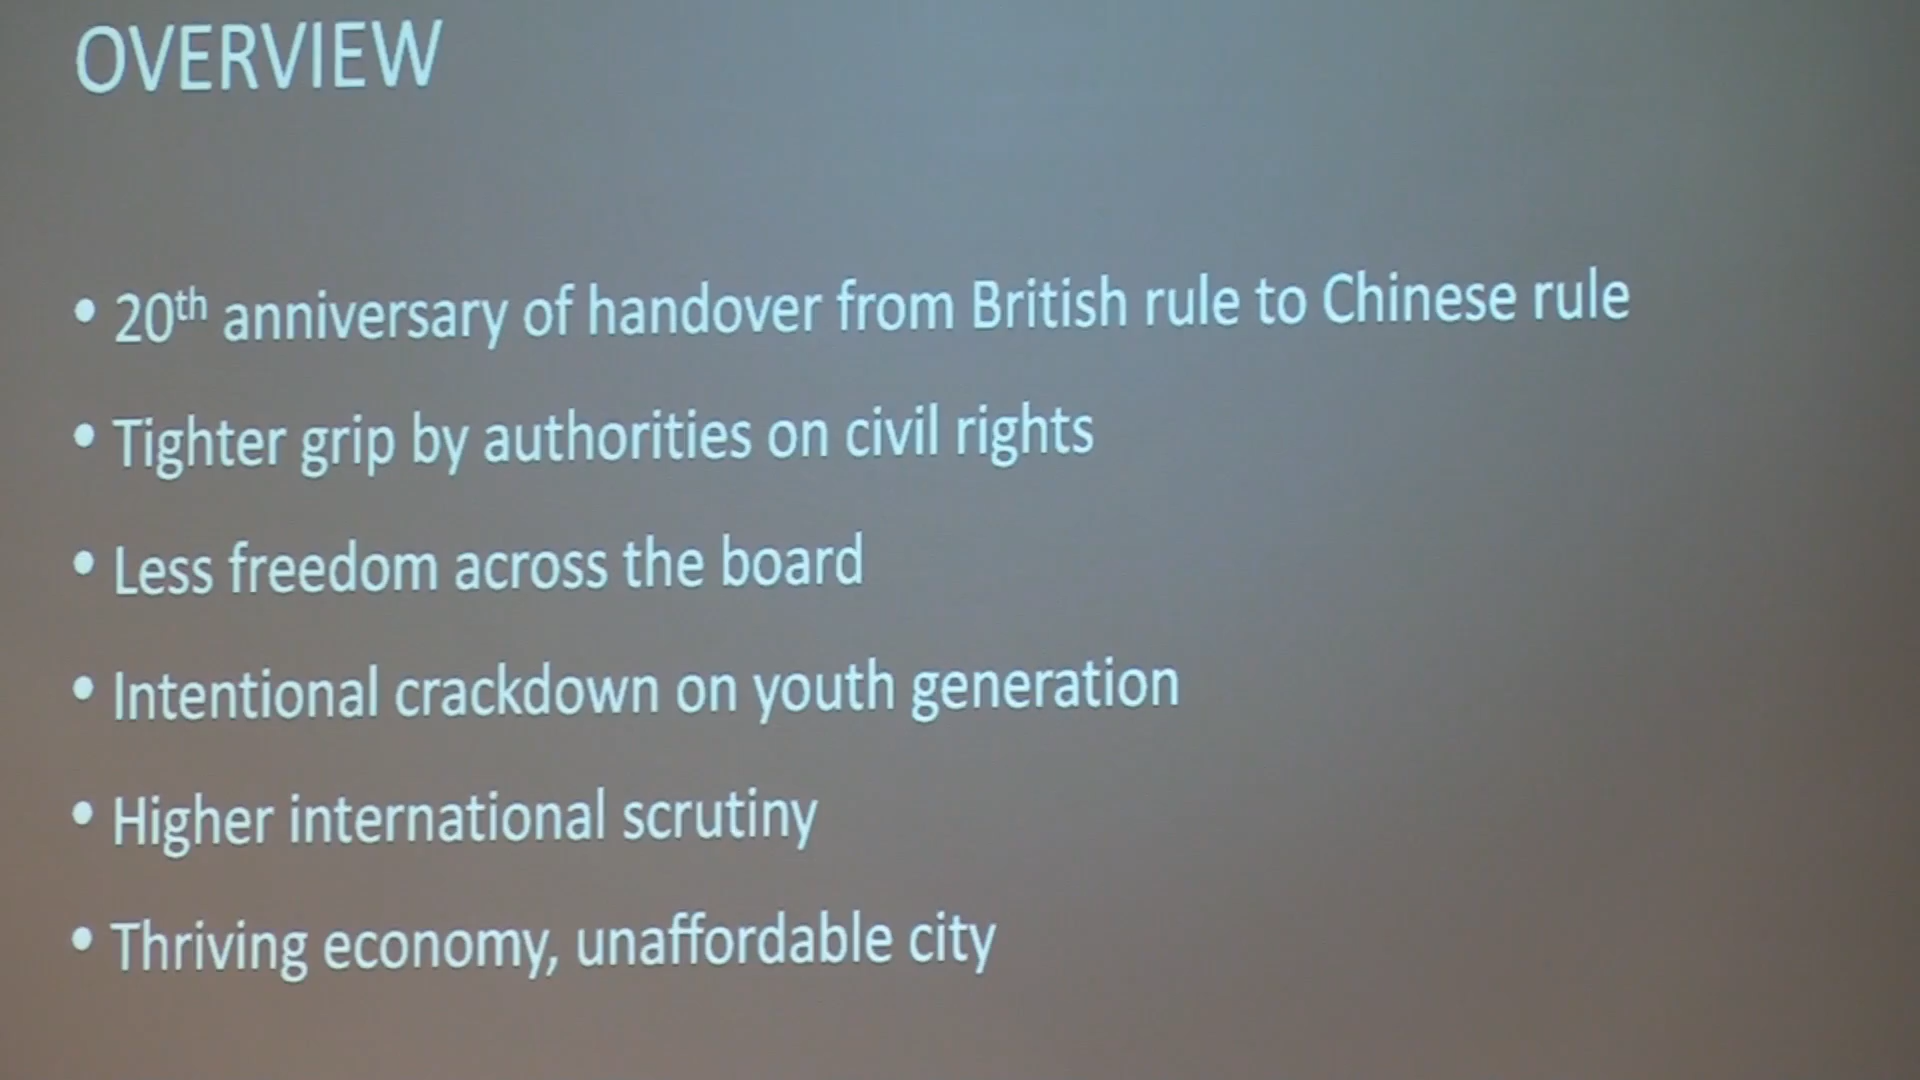 OVERVIEW
• 20th anniversary of handover from British rule to Chinese rule
• Tighter grip by authorities on civil rights
• Less freedom across the board
• Intentional crackdown on youth generation
• Higher international scrutiny
• Thriving economy, unaffordable city